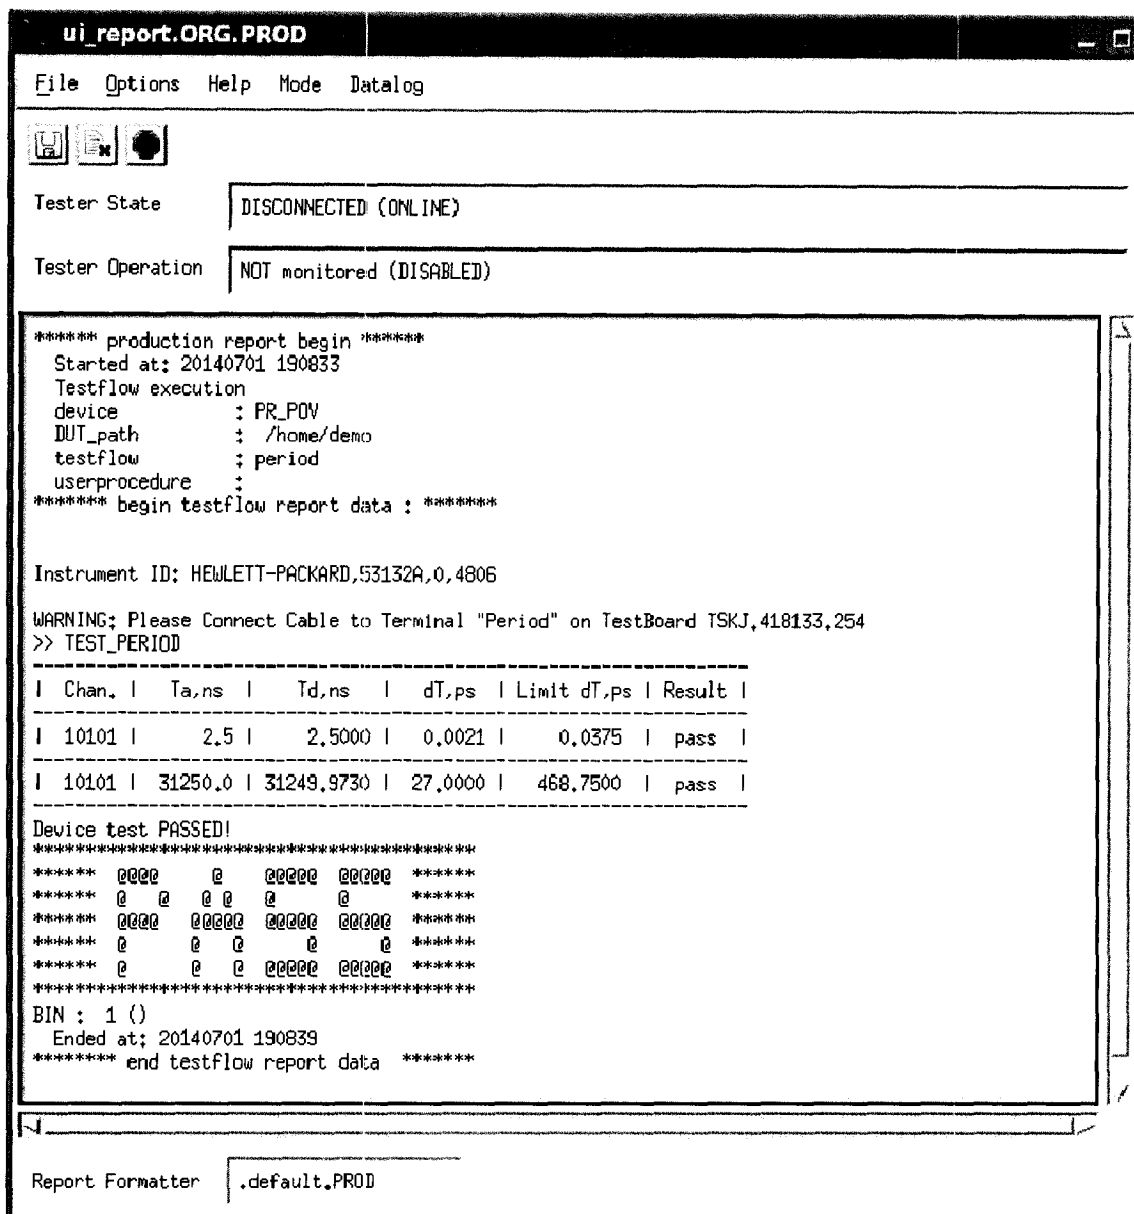 ui_report.ORG.PROD
File Options Help Mode Datalog
Tester State DISCONNECTED (ONLINE)
Tester Operation NOT monitored (DISABLED)
****** production report begin ******
Started at: 20140701 190833
Testflow execution
device : PR_POV
DUT_path : /home/demo
testflow : period
userprocedure :
******* begin testflow report data : *******
Instrument ID: HEWLETT-PACKARD,53132A,0,4806
WARNING: Please Connect Cable to Terminal "Period" on TestBoard TSKJ.418133.254
>> TEST_PERIOD
------------------------------------------------------------------
| Chan. | Ta,ns | Td,ns | dT,ps | Limit dT,ps | Result |
------------------------------------------------------------------
| 10101 | 2.5 | 2.5000 | 0.0021 | 0.0375 | pass |
------------------------------------------------------------------
| 10101 | 31250.0 | 31249.9730 | 27.0000 | 468.7500 | pass |
------------------------------------------------------------------
Device test PASSED!
******************************************
****** @@@@     @    @@@@@  @@@@@ ******
****** @   @   @ @   @      @     ******
****** @@@@   @@@@@  @@@@@  @@@@@ ******
****** @      @   @      @      @ ******
****** @      @   @  @@@@@  @@@@@ ******
******************************************
BIN : 1 ()
Ended at: 20140701 190839
******** end testflow report data *******
Report Formatter .default.PROD